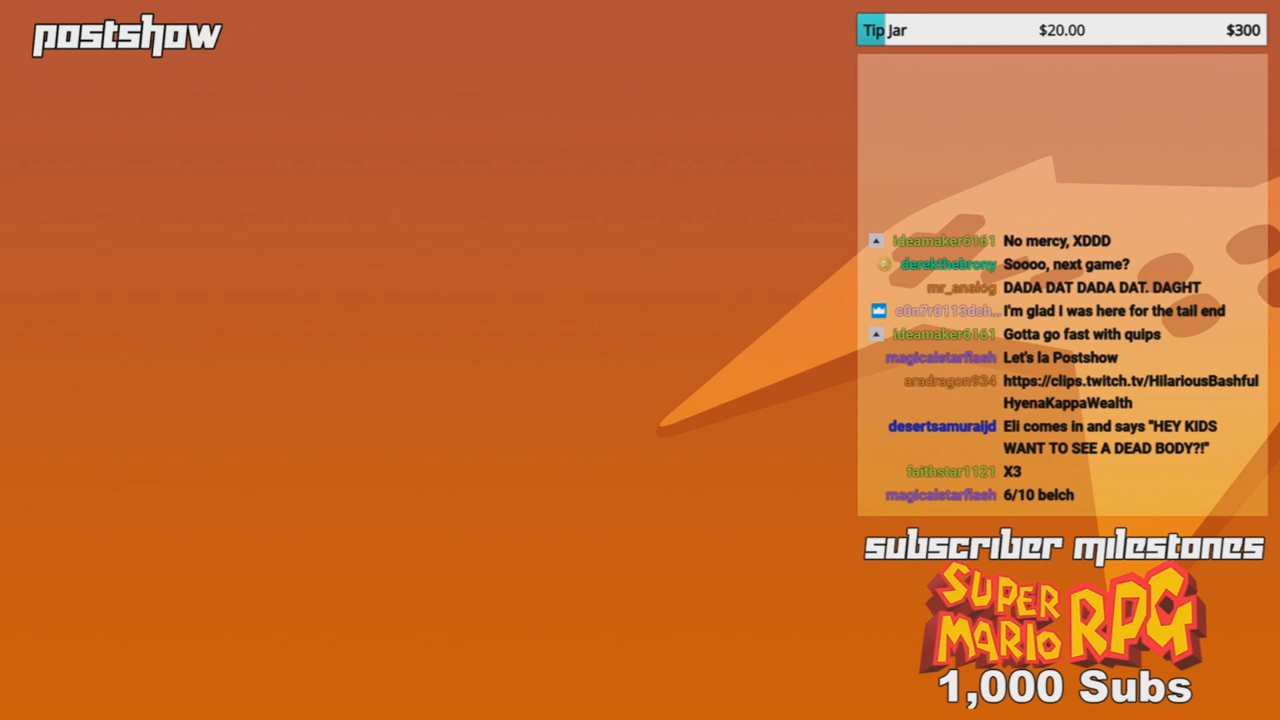 postshow
Tip Jar $20.00 $300
ideamaker6161 No mercy, XDDD
derekthebrony Soooo, next game?
mr_analog DADA DAT DADA DAT. DAGHT
c0n7r0113dch... I'm glad I was here for the tail end
ideamaker6161 Gotta go fast with quips
magicalstarflash Let's la Postshow
aradragon934 https://clips.twitch.tv/HilariousBashful
HyenaKappaWealth
desertsamuraijd Eli comes in and says "HEY KIDS
WANT TO SEE A DEAD BODY?!"
faithstar1121 X3
magicalstarflash 6/10 belch
subscriber milestones
SUPER
MARIO RPG
1,000 Subs